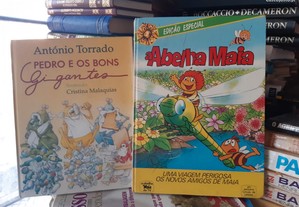 António Torrado
PEDRO E OS BONS
Gigantes
Cristina Malaquias
EDIÇÃO ESPECIAL
Abelha Maia
UMA VIAGEM PERIGOSA
OS NOVOS AMIGOS DE MAIA
DECAMERON